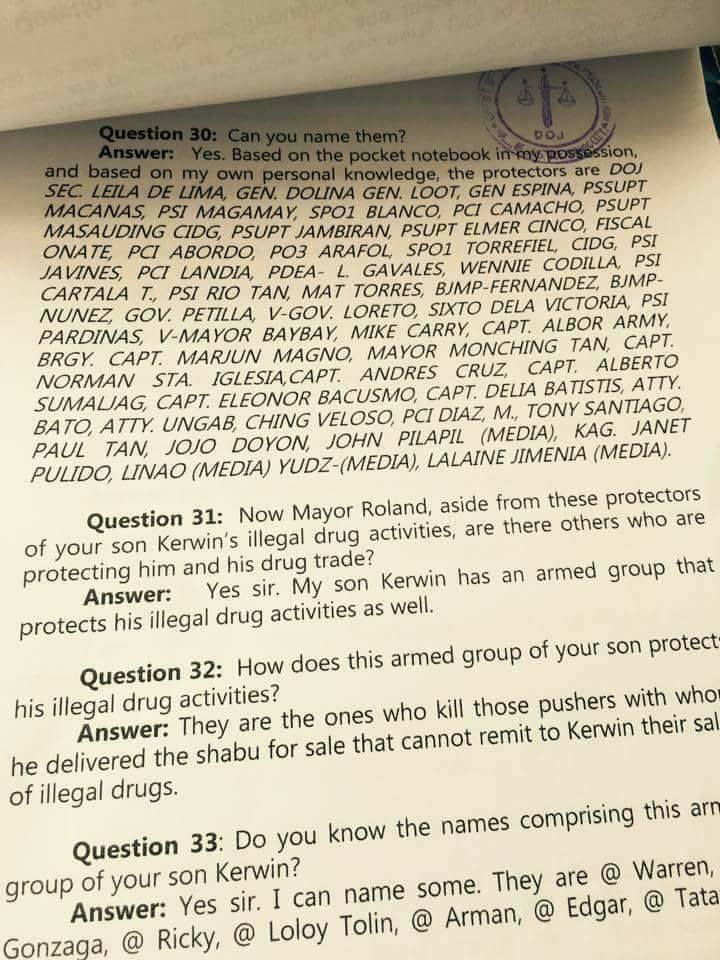 DOJ
Question 30: Can you name them?
Answer: Yes. Based on the pocket notebook in my possession,
and based on my own personal knowledge, the protectors are DOJ
SEC. LEILA DE LIMA, GEN. DOLINA GEN. LOOT, GEN ESPINA, PSSUPT
MACANAS, PSI MAGAMAY, SPO1 BLANCO, PCI CAMACHO, PSUPT
MASAUDING CIDG, PSUPT JAMBIRAN, PSUPT ELMER CINCO, FISCAL
ONATE, PCI ABORDO, PO3 ARAFOL, SPO1 TORREFIEL, CIDG, PSI
JAVINES, PCI LANDIA, PDEA- L. GAVALES, WENNIE CODILLA, PSI
CARTALA T., PSI RIO TAN, MAT TORRES, BJMP-FERNANDEZ, BJMP-
NUNEZ, GOV. PETILLA, V-GOV. LORETO, SIXTO DELA VICTORIA, PSI
PARDINAS, V-MAYOR BAYBAY, MIKE CARRY, CAPT. ALBOR ARMY,
BRGY. CAPT. MARJUN MAGNO, MAYOR MONCHING TAN, CAPT.
NORMAN STA. IGLESIA,CAPT. ANDRES CRUZ, CAPT. ALBERTO
SUMALJAG, CAPT. ELEONOR BACUSMO, CAPT. DELIA BATISTIS, ATTY.
BATO, ATTY. UNGAB, CHING VELOSO, PCI DIAZ, M., TONY SANTIAGO,
PAUL TAN, JOJO DOYON, JOHN PILAPIL (MEDIA), KAG. JANET
PULIDO, LINAO (MEDIA) YUDZ-(MEDIA), LALAINE JIMENIA (MEDIA).
Question 31: Now Mayor Roland, aside from these protectors
of your son Kerwin's illegal drug activities, are there others who are
protecting him and his drug trade?
Answer: Yes sir. My son Kerwin has an armed group that
protects his illegal drug activities as well.
Question 32: How does this armed group of your son protect
his illegal drug activities?
Answer: They are the ones who kill those pushers with who
he delivered the shabu for sale that cannot remit to Kerwin their sal
of illegal drugs.
Question 33: Do you know the names comprising this arm
group of your son Kerwin?
Answer: Yes sir. I can name some. They are @ Warren,
Gonzaga, @ Ricky, @ Loloy Tolin, @ Arman, @ Edgar, @ Tata